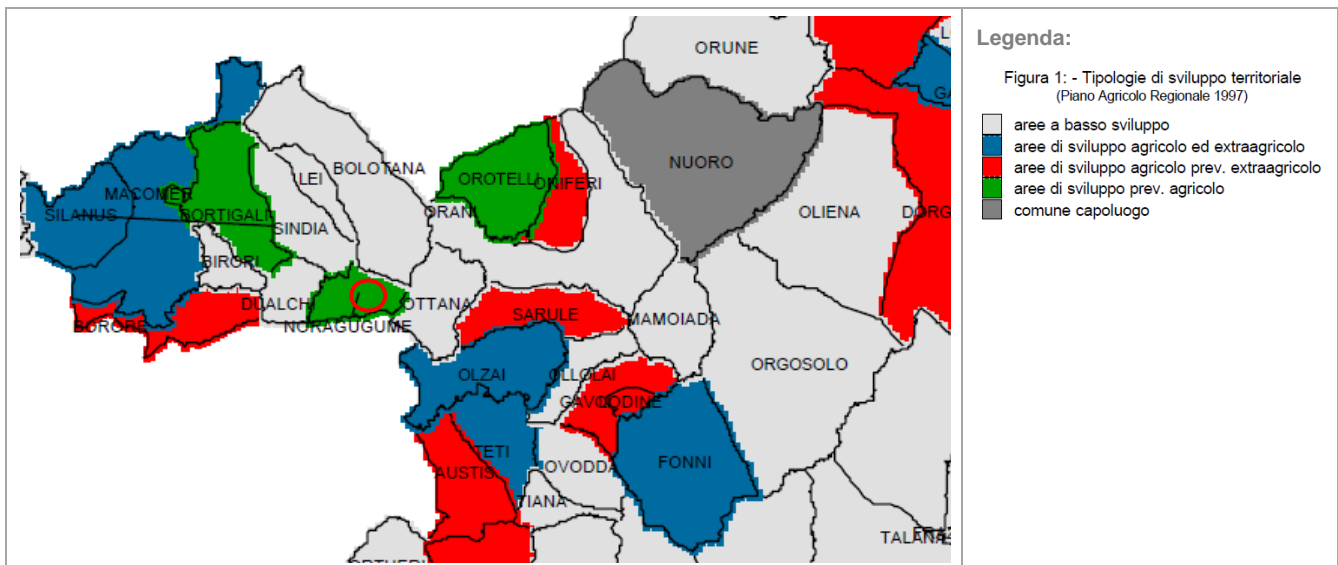 ORUNE
NUORO
BOLOTANA
LEI
OROTELLI
ONIFERI
MACOMER
SILANUS
BORTIGALI
ORANI
OLIENA
SINDIA
BIRORI
DUALCHI
OTTANA
BORORE
NORAGUGUME
SARULE
MAMOIADA
ORGOSOLO
OLZAI
OLLOLAI
TETI
AUSTIS
OVODDA
FONNI
TIANA
Legenda:
Figura 1: - Tipologie di sviluppo territoriale
(Piano Agricolo Regionale 1997)
aree a basso sviluppo
aree di sviluppo agricolo ed extraagricolo
aree di sviluppo agricolo prev. extraagricolo
aree di sviluppo prev. agricolo
comune capoluogo